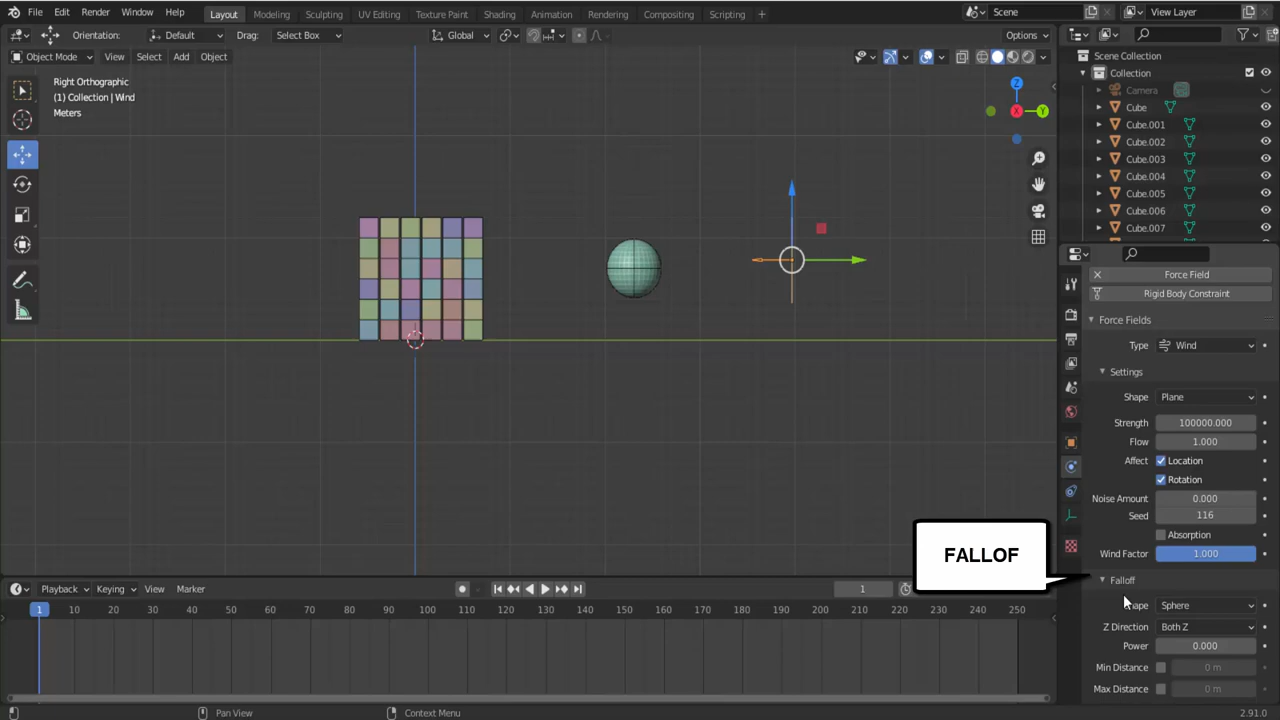 File Edit Render Window Help Layout Modeling Sculpting UV Editing Texture Paint Shading Animation Rendering Compositing Scripting + Scene View Layer
Orientation: Default Drag: Select Box Global Options
Object Mode View Select Add Object
Right Orthographic
(1) Collection | Wind
Meters
Z
X
Y
Scene Collection
Collection
Camera
Cube
Cube.001
Cube.002
Cube.003
Cube.004
Cube.005
Cube.006
Cube.007
Force Field
Rigid Body Constraint
Force Fields
Type Wind
Settings
Shape Plane
Strength 100000.000
Flow 1.000
Affect Location
Rotation
Noise Amount 0.000
Seed 116
Absorption
Wind Factor 1.000
FALLOF
Falloff
Shape Sphere
Z Direction Both Z
Power 0.000
Min Distance 0 m
Max Distance 0 m
Playback Keying View Marker 1
1 10 20 30 40 50 60 70 80 90 100 110 120 130 140 150 160 170 180 190 200 210 220 230 240 250
Pan View Context Menu 2.91.0